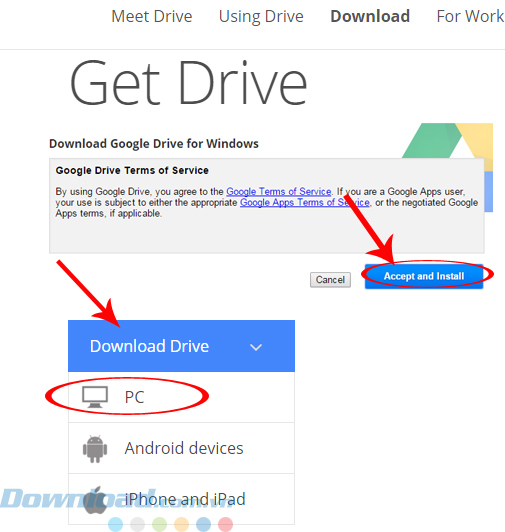 Meet Drive Using Drive Download For Work
Get Drive
Download Google Drive for Windows
Google Drive Terms of Service
By using Google Drive, you agree to the Google Terms of Service. If you are a Google Apps user,
your use is subject to either the appropriate Google Apps Terms of Service, or the negotiated Google
Apps terms, if applicable.
Cancel Accept and Install
Download Drive
PC
Android devices
iPhone and iPad
Download.com.vn